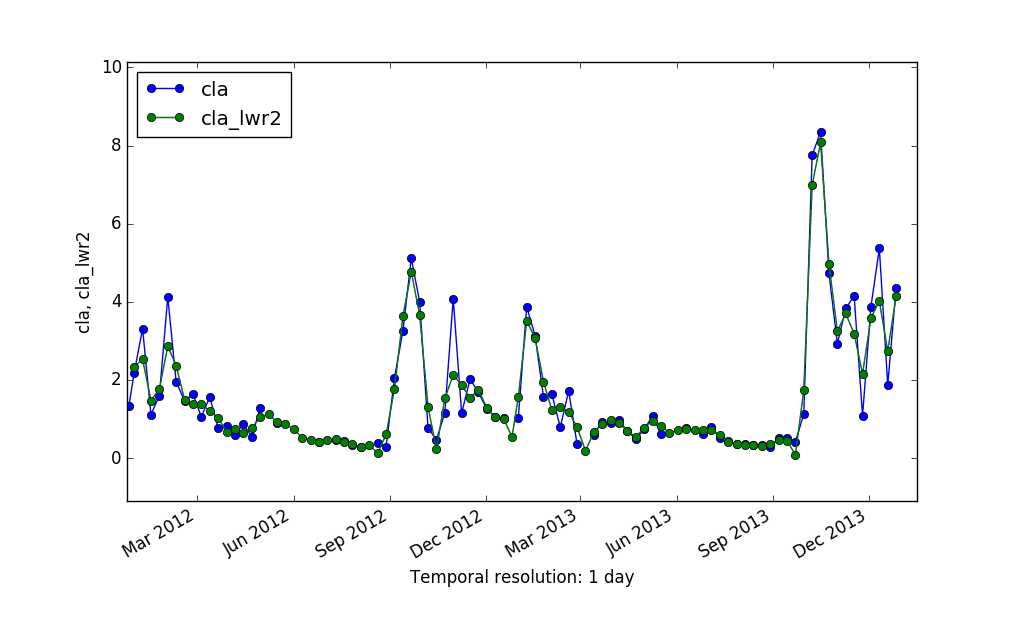 cla
cla_lwr2
10
8
6
4
2
0
cla, cla_lwr2
Mar 2012
Jun 2012
Sep 2012
Dec 2012
Mar 2013
Jun 2013
Sep 2013
Dec 2013
Temporal resolution: 1 day